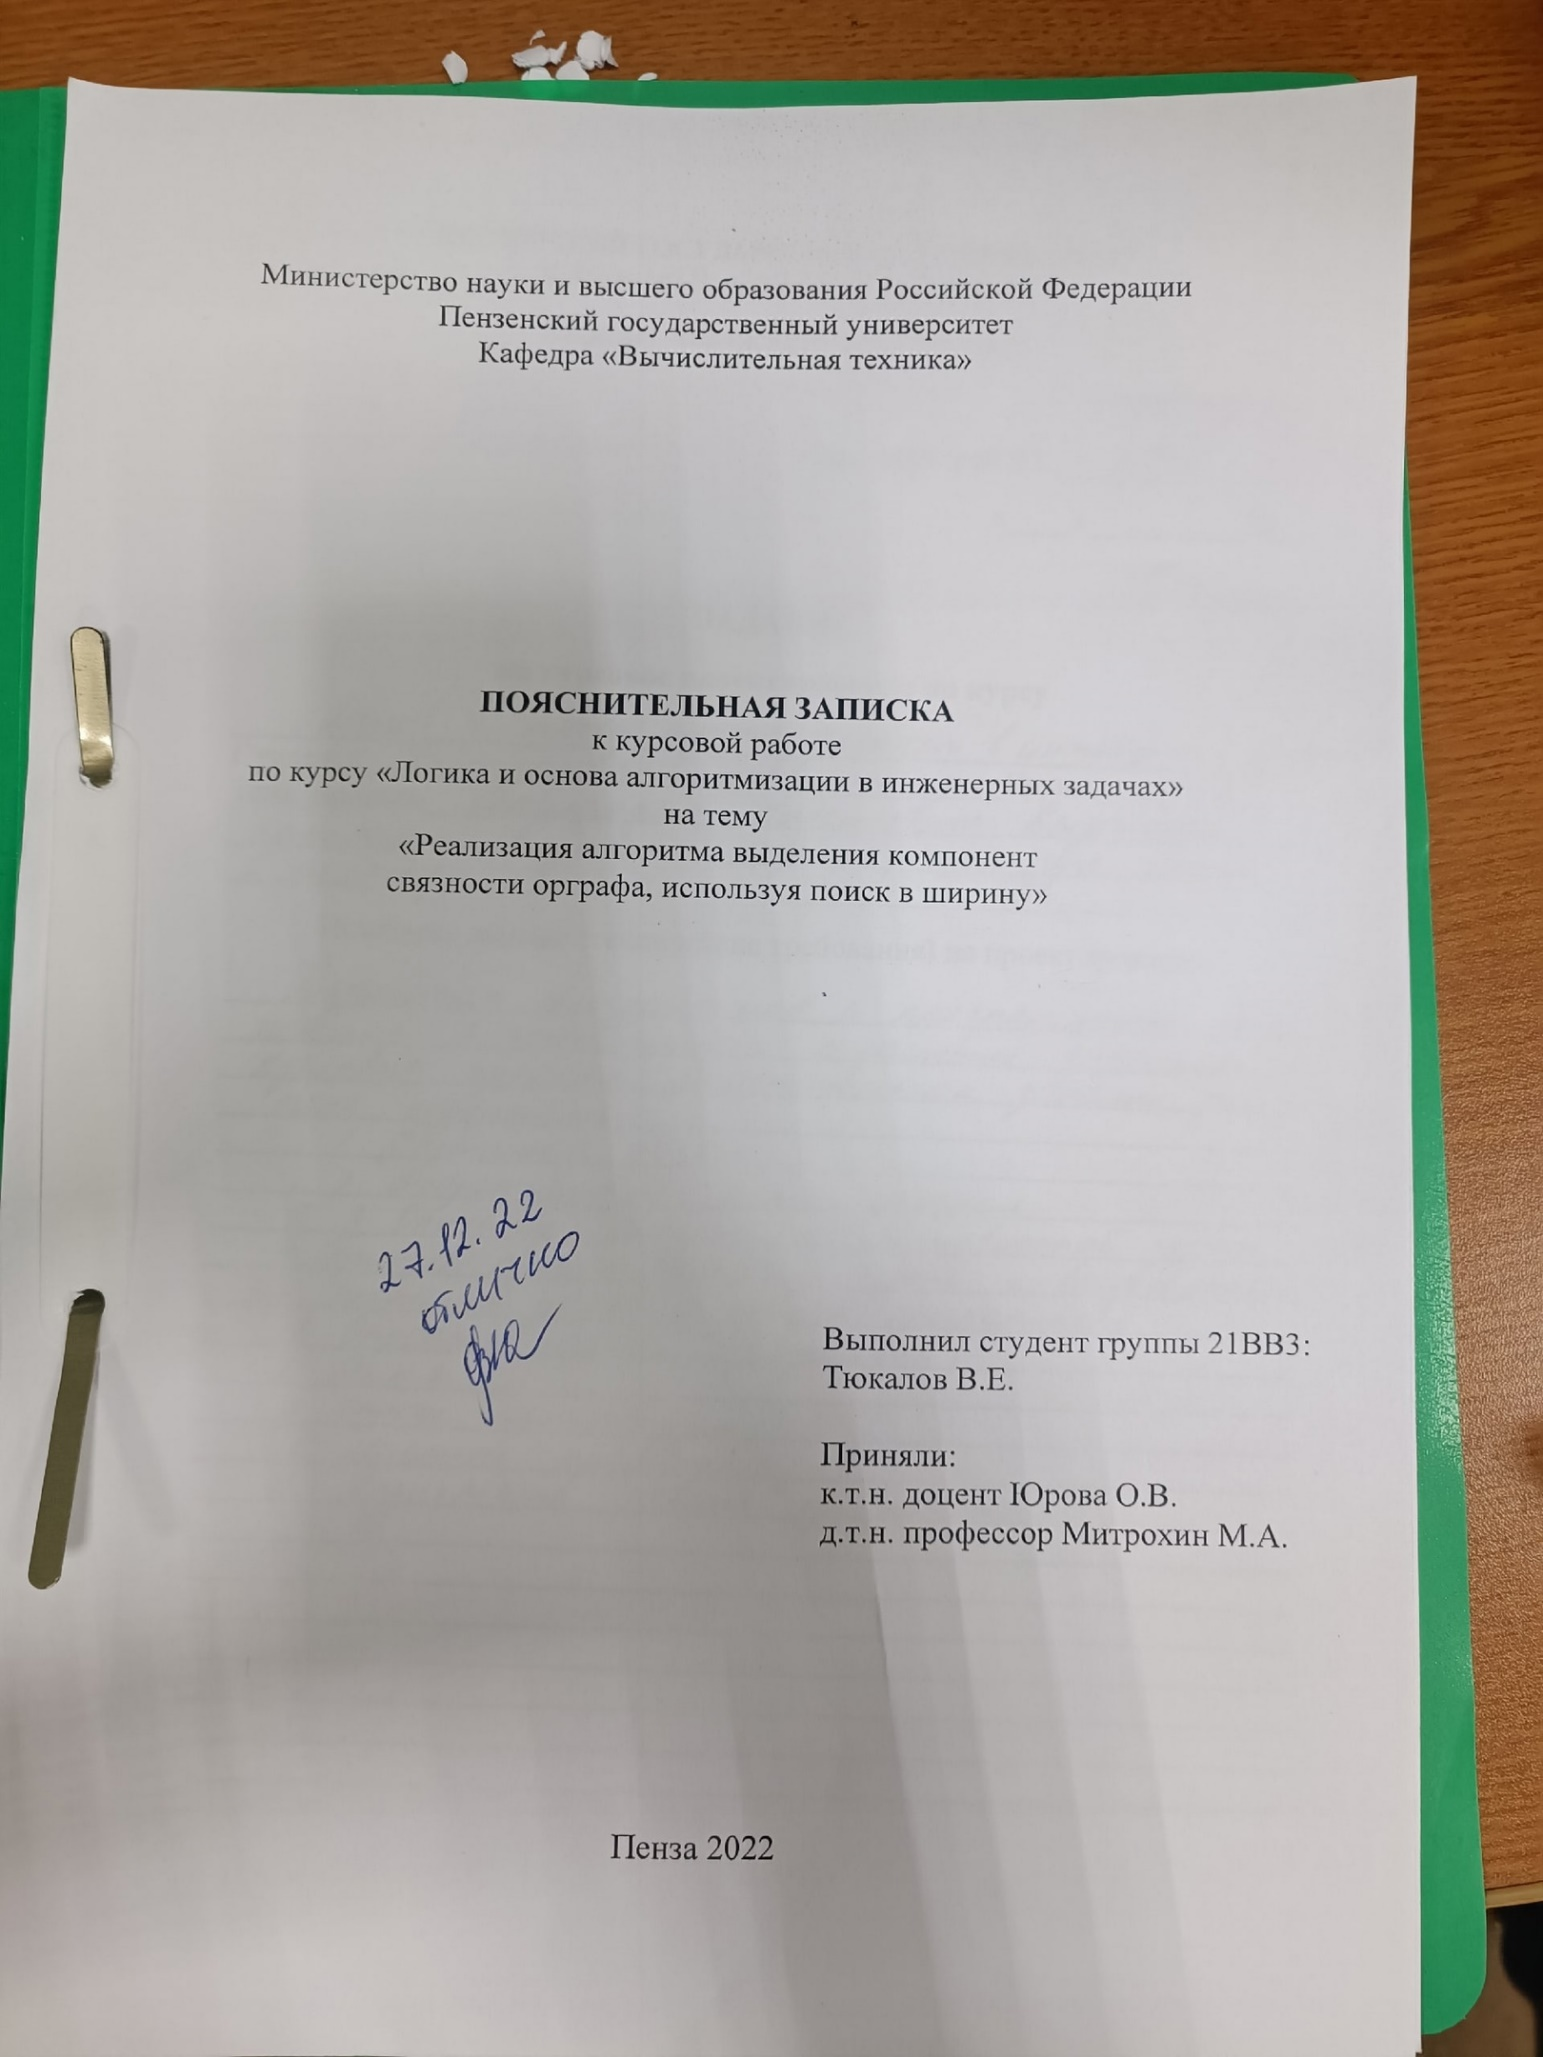 Министерство науки и высшего образования Российской Федерации
Пензенский государственный университет
Кафедра «Вычислительная техника»
ПОЯСНИТЕЛЬНАЯ ЗАПИСКА
к курсовой работе
по курсу «Логика и основа алгоритмизации в инженерных задачах»
на тему
«Реализация алгоритма выделения компонент
связности орграфа, используя поиск в ширину»
27.12.22
отлично
Выполнил студент группы 21ВВ3:
Тюкалов В.Е.
Приняли:
к.т.н. доцент Юрова О.В.
д.т.н. профессор Митрохин М.А.
Пенза 2022